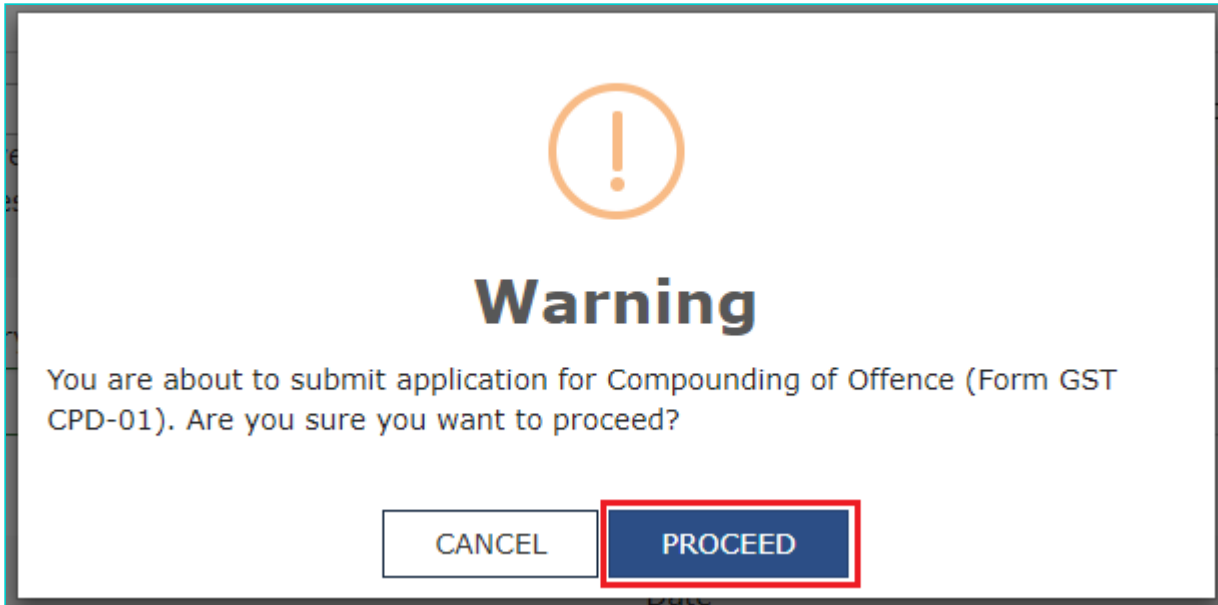 Warning
You are about to submit application for Compounding of Offence (Form GST
CPD-01). Are you sure you want to proceed?
CANCEL PROCEED
Date